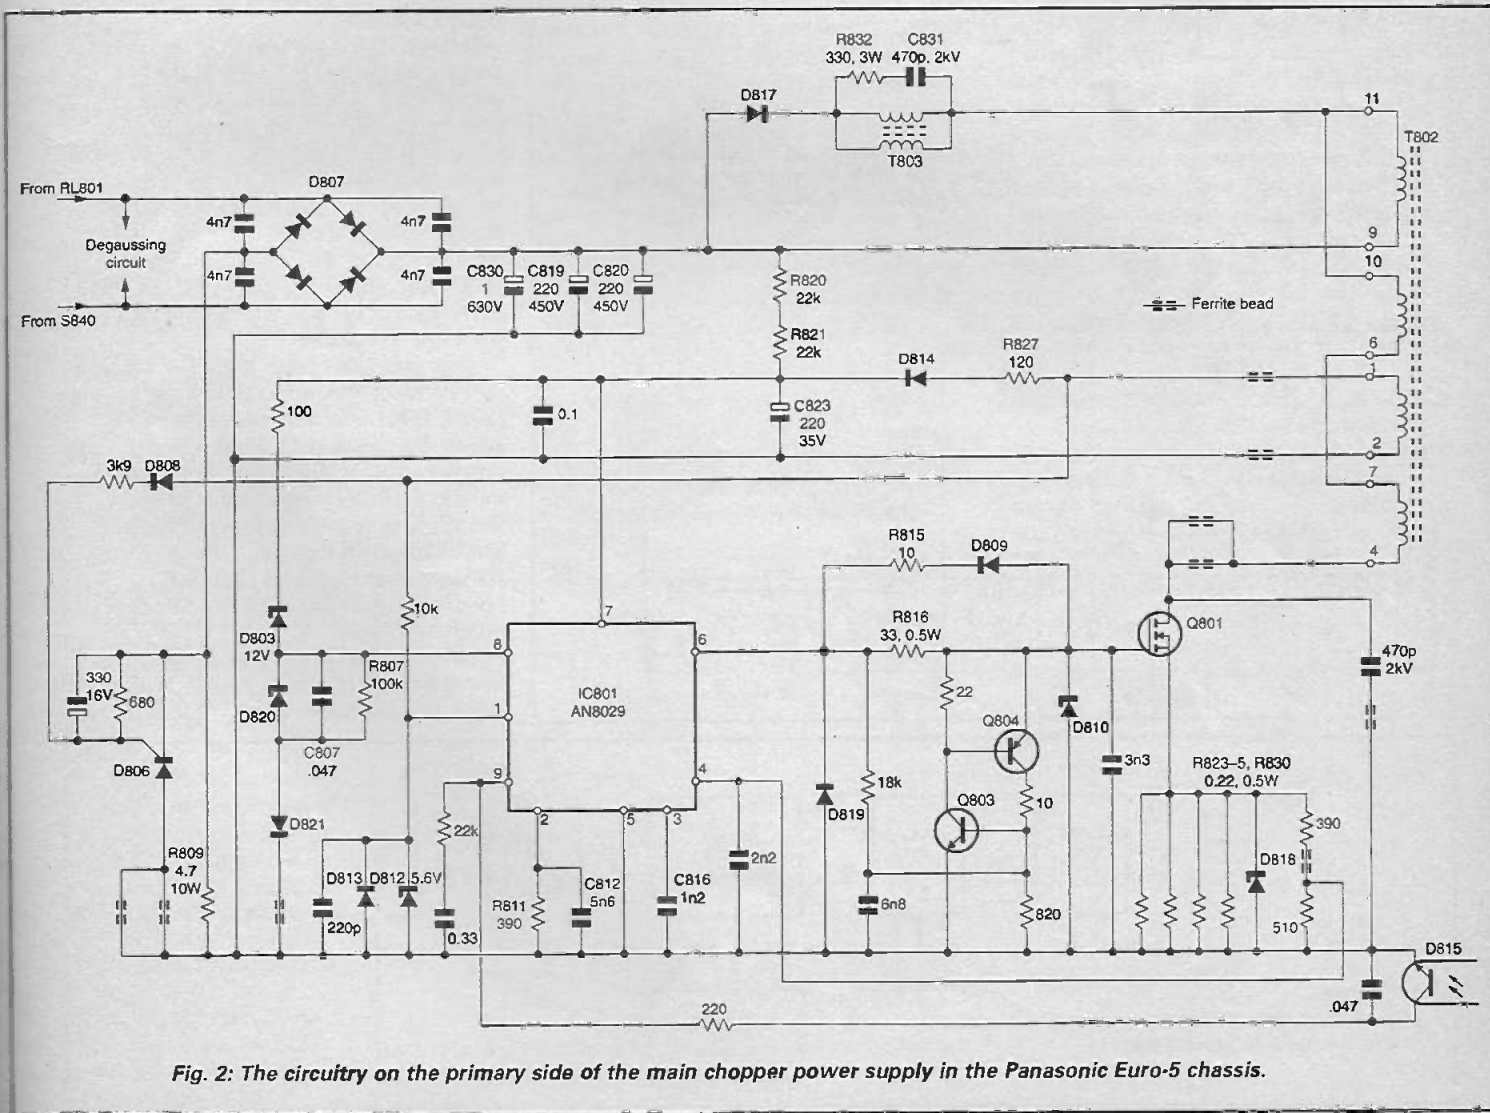 R832
330, 3W
C831
470p, 2kV
D817
T803
11
T802
From RL801
D807
4n7
4n7
Degaussing
circuit
4n7
4n7
From S840
C830
1
630V
C819
220
450V
C820
220
450V
R820
22k
R821
22k
9
10
Ferrite bead
6
1
D814
R827
120
100
0.1
C823
220
35V
2
7
3k9
D808
R815
10
D809
4
10k
7
R816
33, 0.5W
Q801
D803
12V
8
6
330
16V
680
R807
100k
IC801
AN8029
22
470p
2kV
D820
1
Q804
D810
C807
.047
D806
9
4
3n3
R823–5, R830
0.22, 0.5W
18k
Q803
10
D819
D821
22k
2
5
3
390
R809
4.7
10W
2n2
D818
D813
D812
5.6V
R811
390
C812
5n6
C816
1n2
6n8
820
510
220p
0.33
D815
220
.047
Fig. 2: The circuitry on the primary side of the main chopper power supply in the Panasonic Euro-5 chassis.